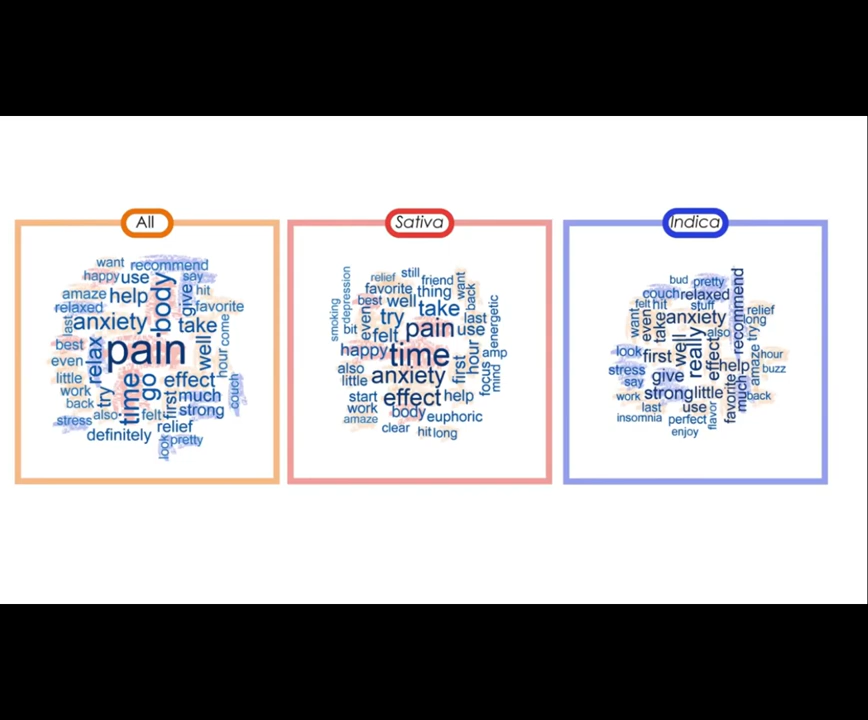 All
want recommend
happy use body say
amaze help give hit
relaxed favorite
last anxiety take come
best relax pain well hour
even
little time go effect couch
work try first much
back also felt strong
stress relief
definitely look pretty
Sativa
smoking depression relief still friend want
favorite thing back
best well take energetic
bit even try last
felt pain use
happy time hour amp
also first
little anxiety focus mind
start effect help
work body euphoric
amaze clear hit long
Indica
bud pretty recommend
couch relaxed
felt hit stuff relief
want even take anxiety long
also try
look first well really effect hour
stress give help amaze buzz
say
work strong little favorite much back
last use
insomnia perfect flavor
enjoy